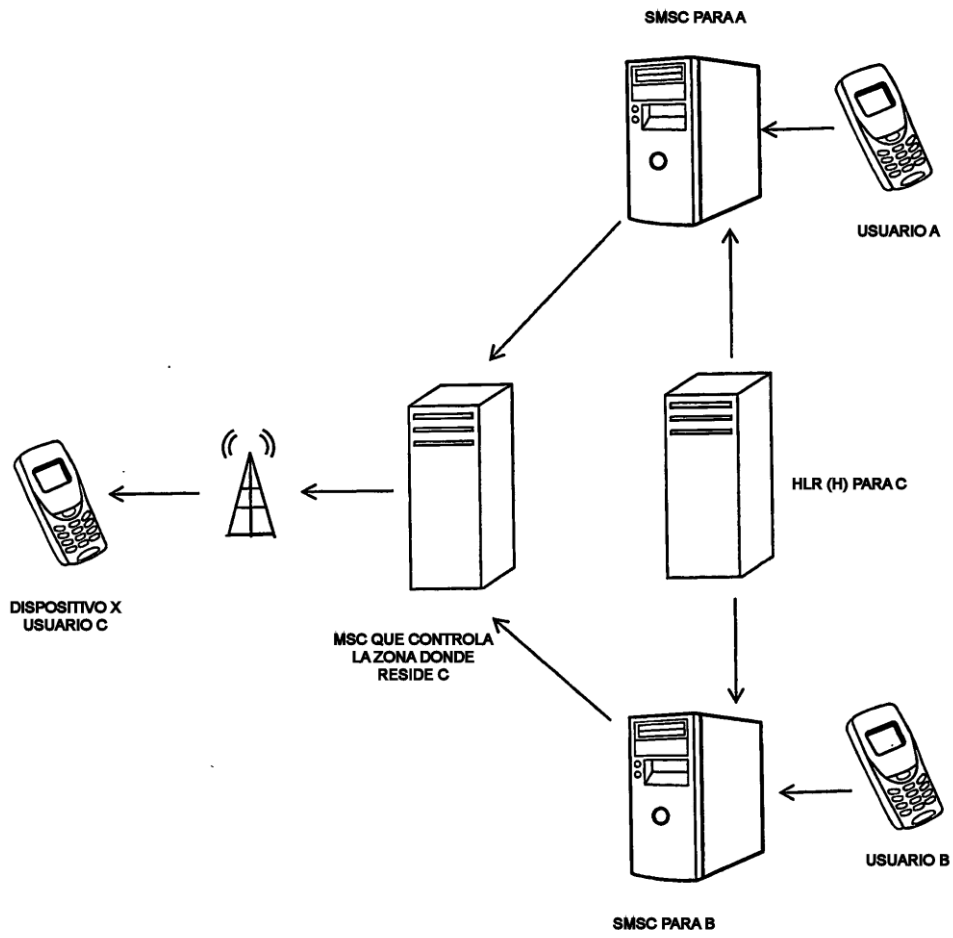 SMSC PARA A
USUARIO A
HLR (H) PARA C
DISPOSITIVO X
USUARIO C
MSC QUE CONTROLA
LA ZONA DONDE
RESIDE C
USUARIO B
SMSC PARA B